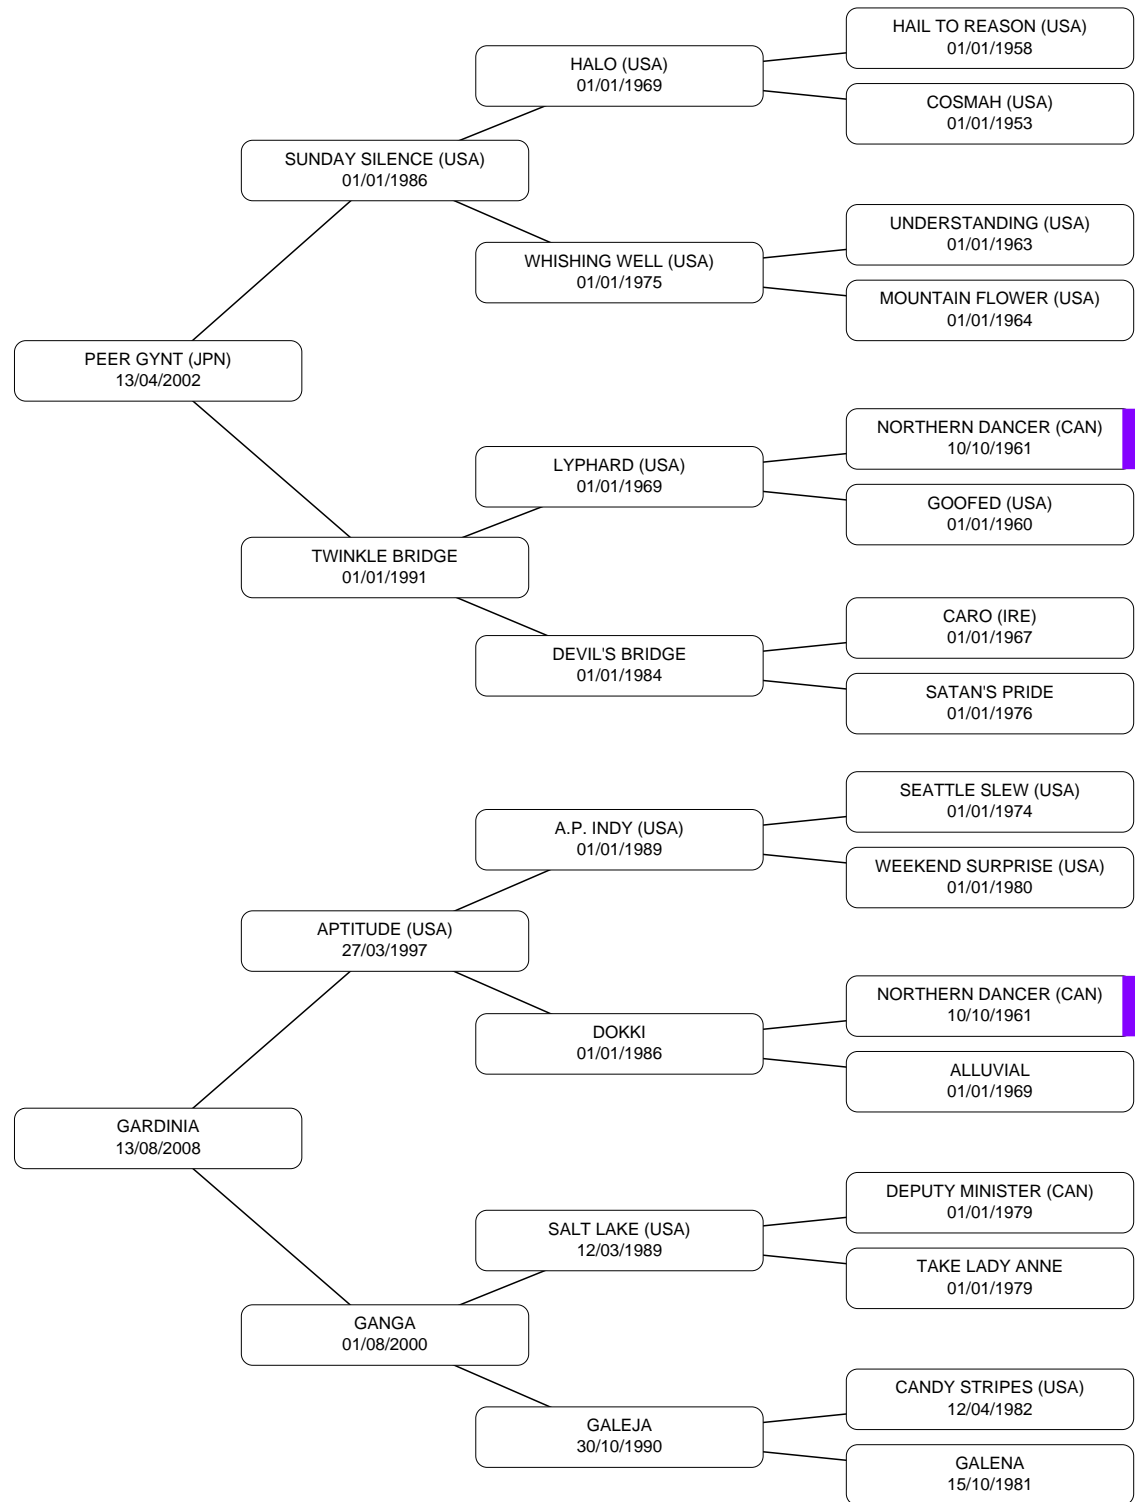 HAIL TO REASON (USA)
01/01/1958
HALO (USA)
01/01/1969
COSMAH (USA)
01/01/1953
SUNDAY SILENCE (USA)
01/01/1986
UNDERSTANDING (USA)
01/01/1963
WHISHING WELL (USA)
01/01/1975
MOUNTAIN FLOWER (USA)
01/01/1964
PEER GYNT (JPN)
13/04/2002
NORTHERN DANCER (CAN)
10/10/1961
LYPHARD (USA)
01/01/1969
GOOFED (USA)
01/01/1960
TWINKLE BRIDGE
01/01/1991
CARO (IRE)
01/01/1967
DEVIL'S BRIDGE
01/01/1984
SATAN'S PRIDE
01/01/1976
SEATTLE SLEW (USA)
01/01/1974
A.P. INDY (USA)
01/01/1989
WEEKEND SURPRISE (USA)
01/01/1980
APTITUDE (USA)
27/03/1997
NORTHERN DANCER (CAN)
10/10/1961
DOKKI
01/01/1986
ALLUVIAL
01/01/1969
GARDINIA
13/08/2008
DEPUTY MINISTER (CAN)
01/01/1979
SALT LAKE (USA)
12/03/1989
TAKE LADY ANNE
01/01/1979
GANGA
01/08/2000
CANDY STRIPES (USA)
12/04/1982
GALEJA
30/10/1990
GALENA
15/10/1981